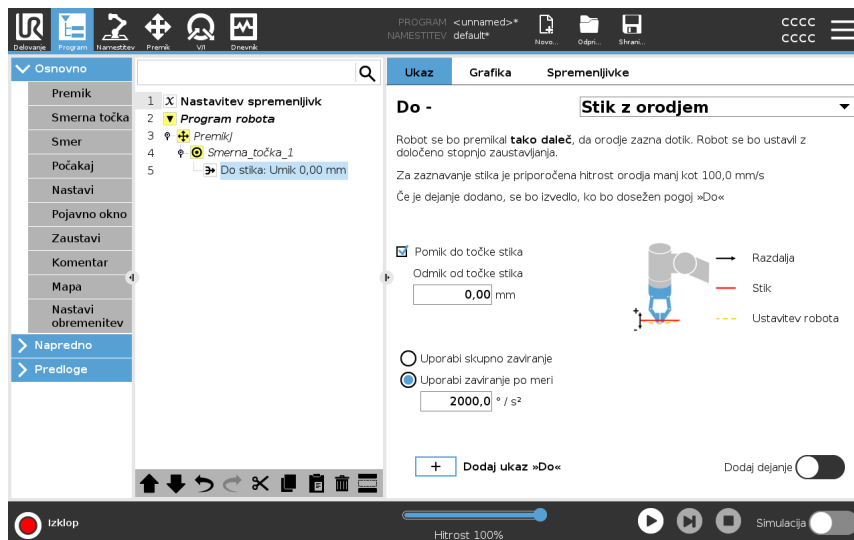 UR
PROGRAM <unnamed>*
NAMESTITEV default*
CCCC
CCCC
Delovanje Program Namestitev Premik V/I Dnevnik Novo... Odpri... Shrani...
Osnovno
Premik
Smerna točka
Smer
Počakaj
Nastavi
Pojavno okno
Zaustavi
Komentar
Mapa
Nastavi
obremenitev
Napredno
Predloge
1 X Nastavitev spremenljivk
2 Program robota
3 PremikJ
4 Smerna_točka_1
5 Do stika: Umik 0,00 mm
Ukaz Grafika Spremenljivke
Do - Stik z orodjem
Robot se bo premikal tako daleč, da orodje zazna dotik. Robot se bo ustavil z
določeno stopnjo zaustavljanja.
Za zaznavanje stika je priporočena hitrost orodja manj kot 100,0 mm/s
Če je dejanje dodano, se bo izvedlo, ko bo dosežen pogoj »Do«
Pomik do točke stika
Odmik od točke stika
0,00 mm
Razdalja
Stik
Ustavitev robota
+
-
Uporabi skupno zaviranje
Uporabi zaviranje po meri
2000,0 ° / s²
+ Dodaj ukaz »Do«
Dodaj dejanje
Izklop
Hitrost 100%
Simulacija